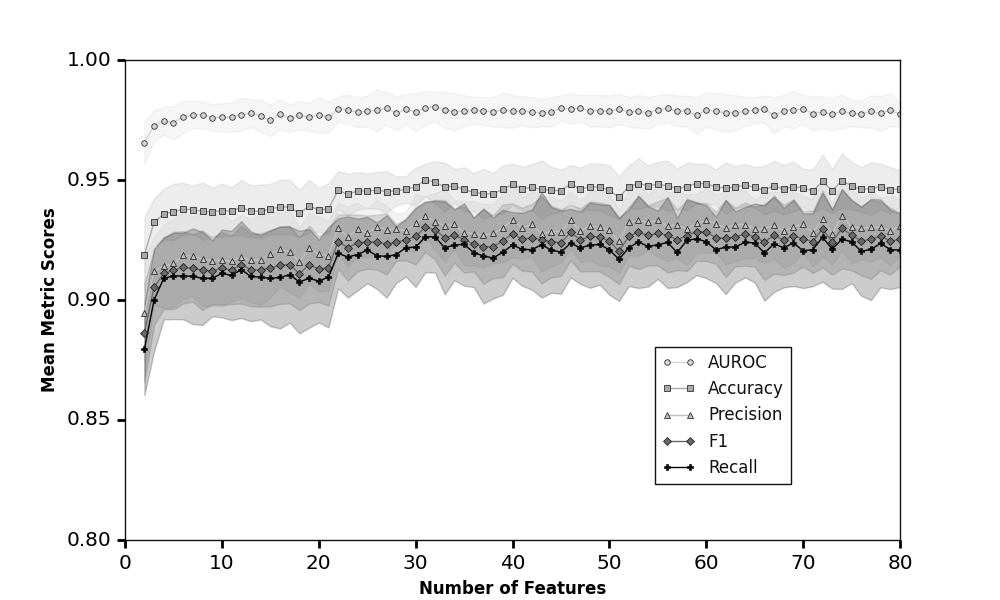 1.00
0.95
0.90
0.85
0.80
Mean Metric Scores
AUROC
Accuracy
Precision
F1
Recall
0 10 20 30 40 50 60 70 80
Number of Features